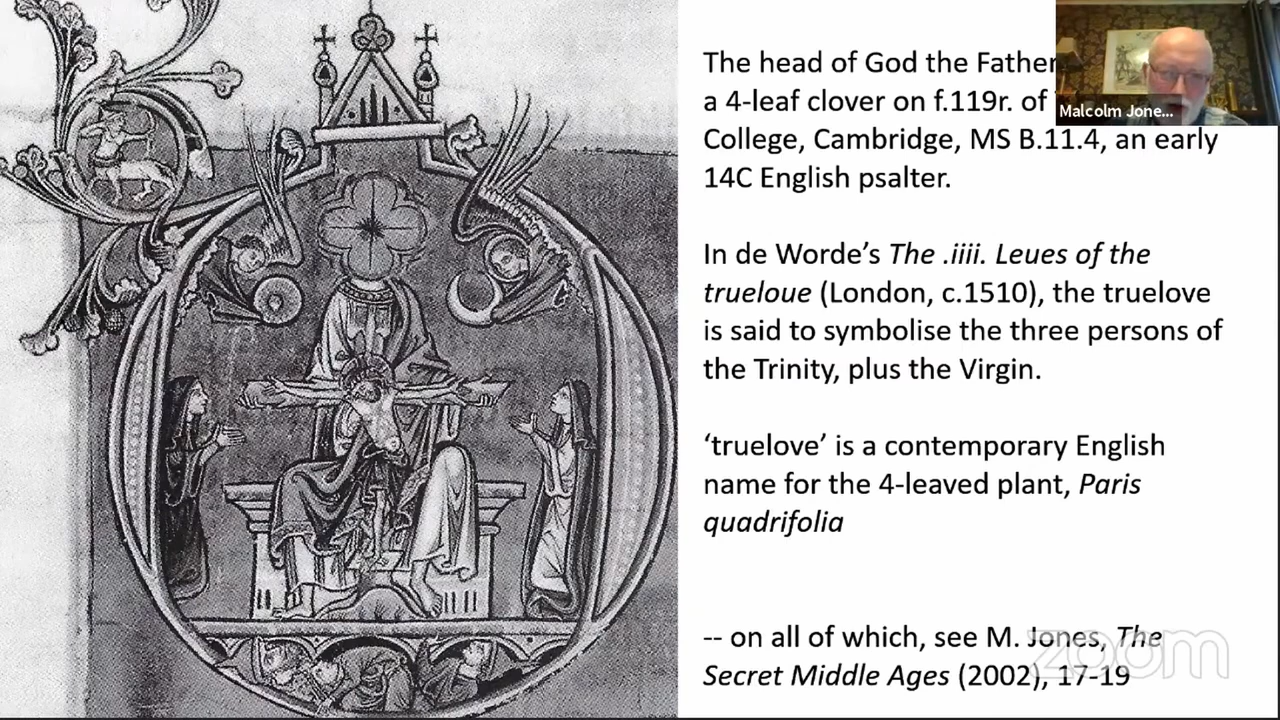 The head of God the Father
a 4-leaf clover on f.119r. of
College, Cambridge, MS B.11.4, an early
14C English psalter.
In de Worde’s The .iiii. Leues of the
trueloue (London, c.1510), the truelove
is said to symbolise the three persons of
the Trinity, plus the Virgin.
‘truelove’ is a contemporary English
name for the 4-leaved plant, Paris
quadrifolia
-- on all of which, see M. Jones, The
Secret Middle Ages (2002), 17-19
Malcolm Jone...
zoom